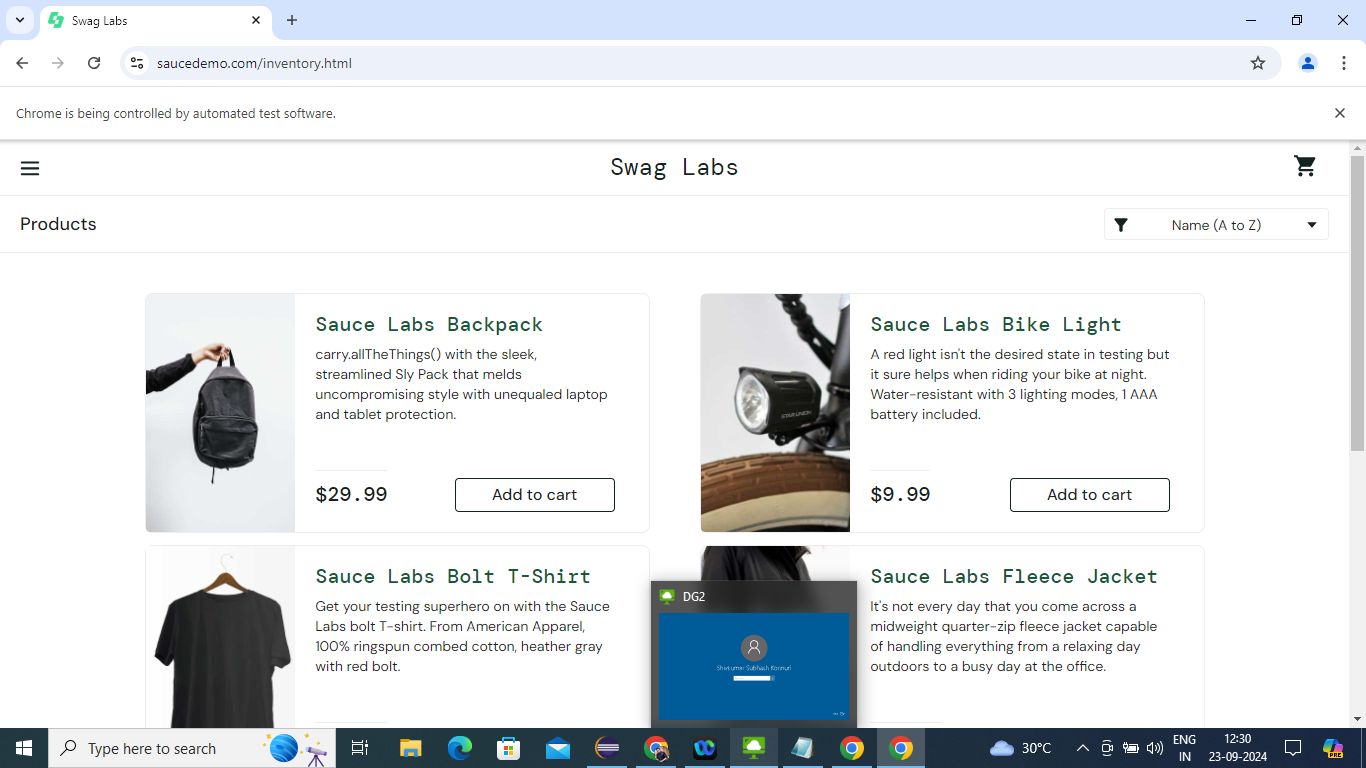 Swag Labs
saucedemo.com/inventory.html
Chrome is being controlled by automated test software.
Swag Labs
Products
Name (A to Z)
Sauce Labs Backpack
carry.allTheThings() with the sleek,
streamlined Sly Pack that melds
uncompromising style with unequaled laptop
and tablet protection.
$29.99
Add to cart
Sauce Labs Bike Light
A red light isn't the desired state in testing but
it sure helps when riding your bike at night.
Water-resistant with 3 lighting modes, 1 AAA
battery included.
$9.99
Add to cart
STAR UNION
Sauce Labs Bolt T-Shirt
Get your testing superhero on with the Sauce
Labs bolt T-shirt. From American Apparel,
100% ringspun combed cotton, heather gray
with red bolt.
Sauce Labs Fleece Jacket
It's not every day that you come across a
midweight quarter-zip fleece jacket capable
of handling everything from a relaxing day
outdoors to a busy day at the office.
DG2
Type here to search
30°C
ENG
IN
12:30
23-09-2024
PRE